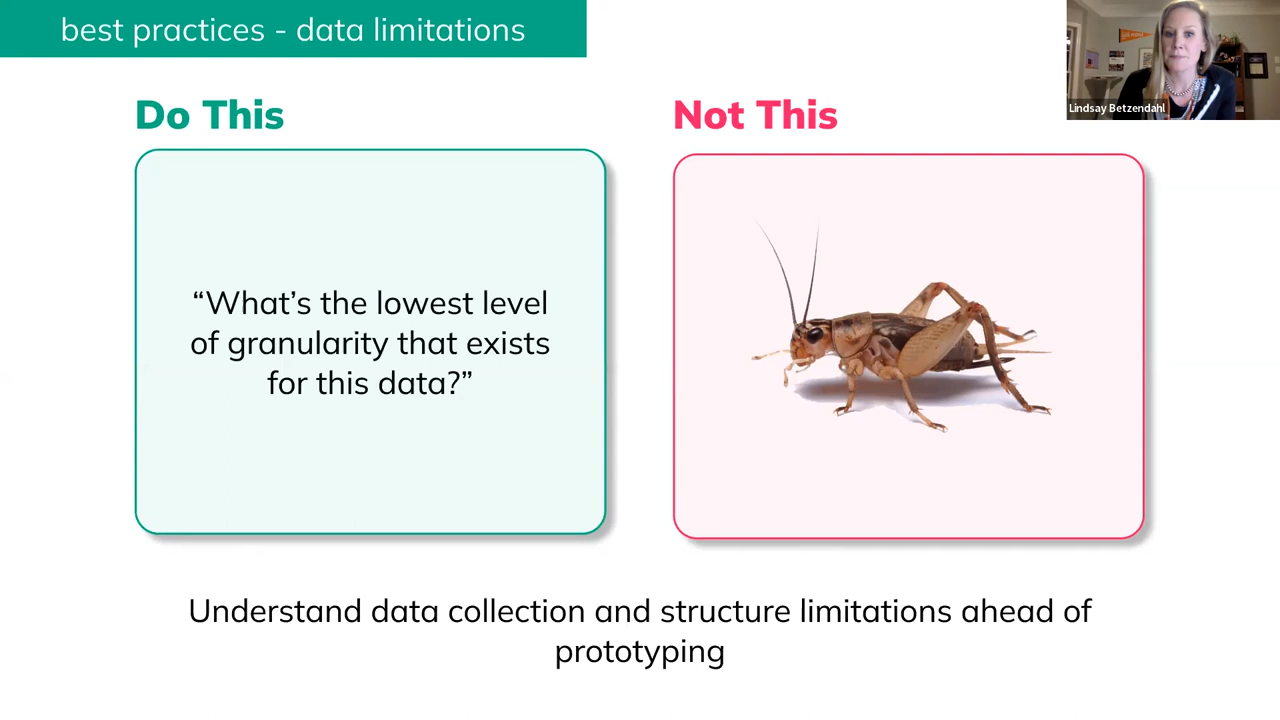 best practices - data limitations
Lindsay Betzendahl
Do This
Not This
“What’s the lowest level
of granularity that exists
for this data?”
Understand data collection and structure limitations ahead of
prototyping